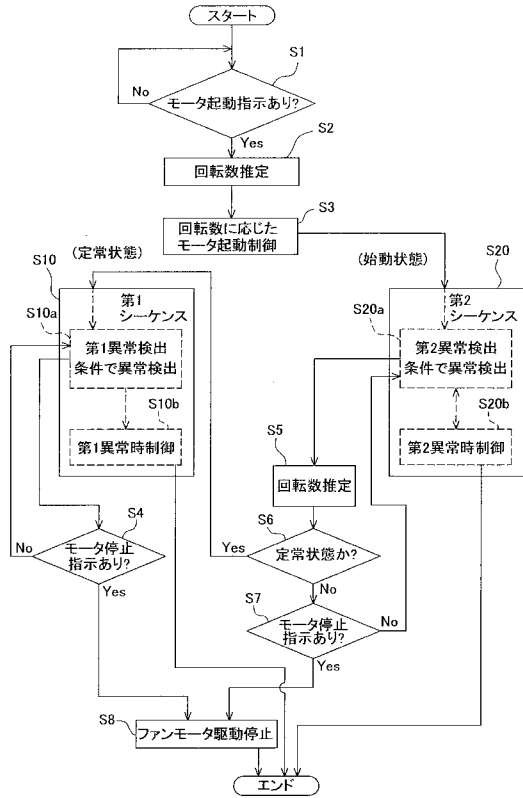 スタート
S1
No
モータ起動指示あり?
Yes
S2
回転数推定
S3
回転数に応じた
モータ起動制御
(定常状態)
(始動状態)
S10
第1
シーケンス
S10a
第1異常検出
条件で異常検出
S10b
第1異常時制御
S20
第2
シーケンス
S20a
第2異常検出
条件で異常検出
S20b
第2異常時制御
S5
回転数推定
S4
モータ停止
指示あり?
No
Yes
S6
定常状態か?
Yes
No
S7
モータ停止
指示あり?
No
Yes
S8
ファンモータ駆動停止
エンド